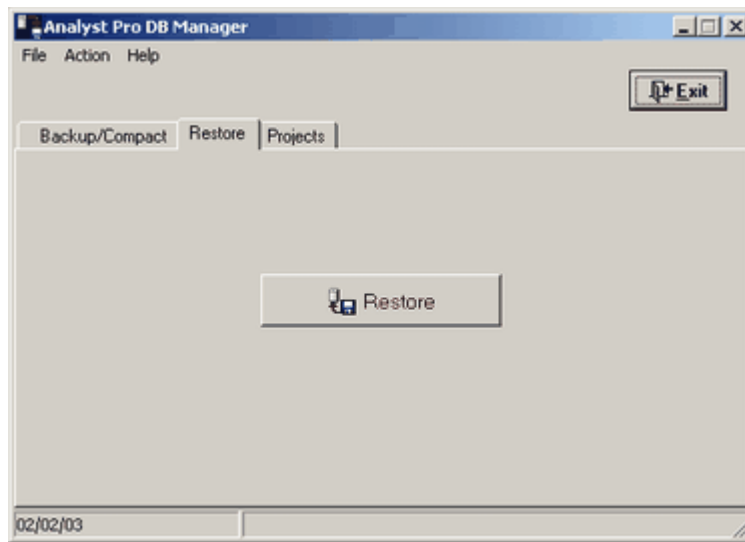 Analyst Pro DB Manager
File Action Help
Exit
Backup/Compact Restore Projects
Restore
02/02/03